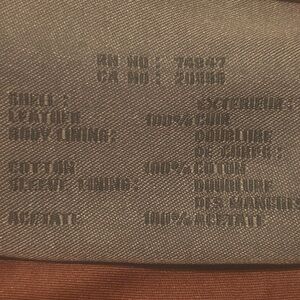 RN NO : 74947
CA NO : 20998
SHELL : EXTERIEUR :
LEATHER 100% CUIR
BODY LINING: DOUBLURE
DE CORPS:
COTTON 100% COTON
SLEEVE LINING: DOUBLURE
DES MANCHES
ACETATE 100% ACETATE